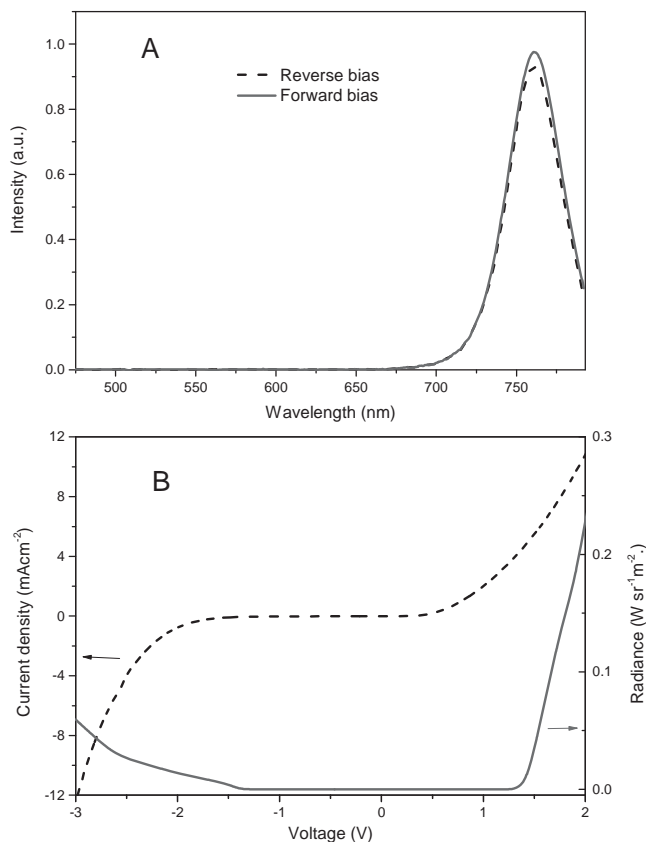 A
Reverse bias
Forward bias
1.0
0.8
0.6
0.4
0.2
0.0
Intensity (a.u.)
500 550 600 650 700 750
Wavelength (nm)
B
12
8
4
0
-4
-8
-12
Current density (mAcm-2)
0.3
0.2
0.1
0.0
Radiance (W sr-1m-2.)
-3 -2 -1 0 1 2
Voltage (V)